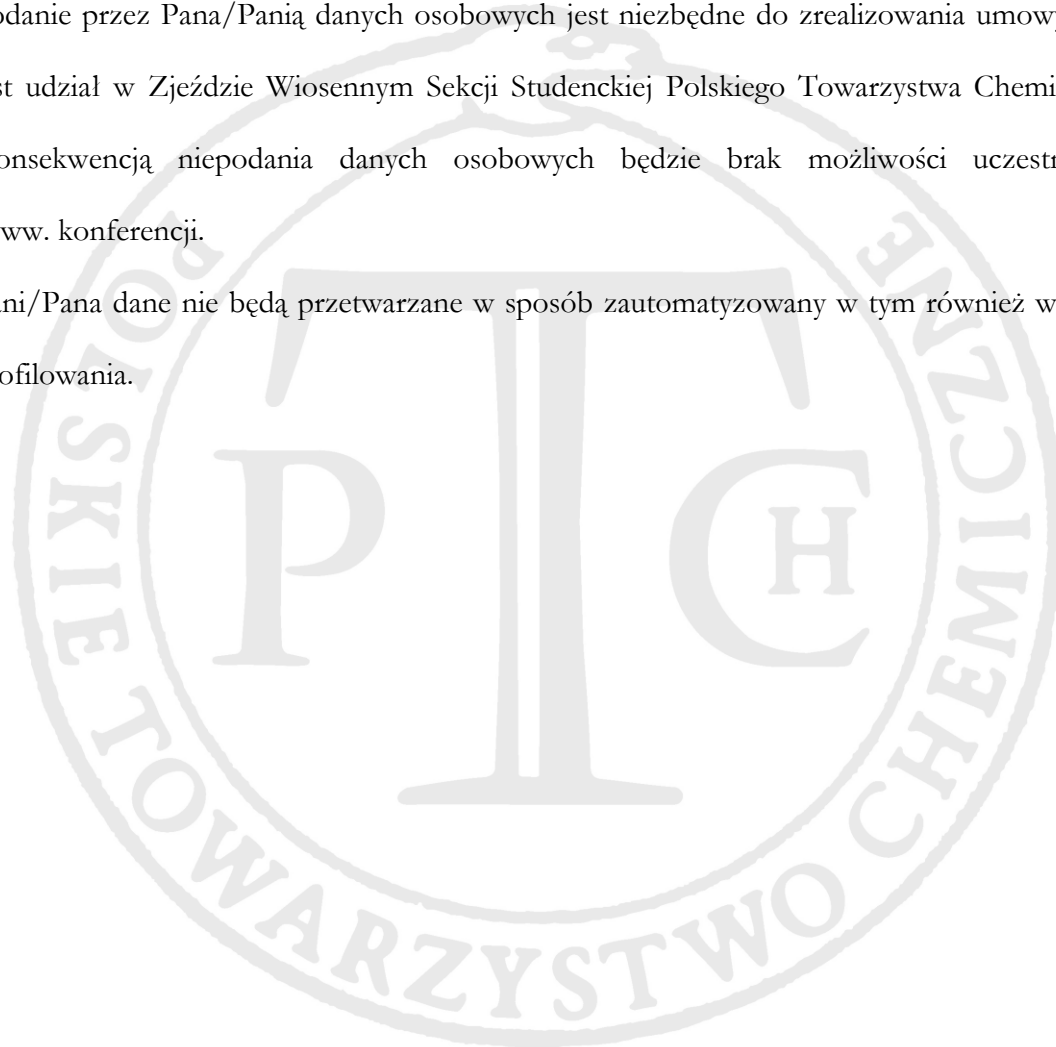 odanie przez Pana/Panią danych osobowych jest niezbędne do zrealizowania umowy
st udział w Zjeździe Wiosennym Sekcji Studenckiej Polskiego Towarzystwa Chemi
onsekwencją niepodania danych osobowych będzie brak możliwości uczestn
ww. konferencji.
ani/Pana dane nie będą przetwarzane w sposób zautomatyzowany w tym również w
ofilowania.
POLSKIE TOWARZYSTWO CHEMICZNE
P T CH